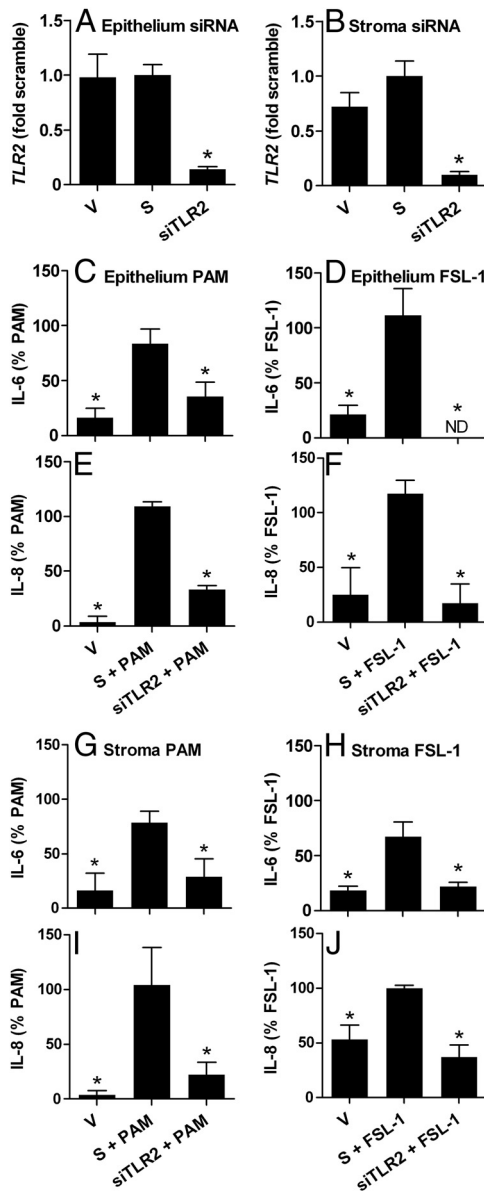 A Epithelium siRNA
TLR2 (fold scramble)
1.5
1.0
0.5
0
V
S
siTLR2
*
B Stroma siRNA
TLR2 (fold scramble)
1.5
1.0
0.5
0
V
S
siTLR2
*
C Epithelium PAM
IL-6 (% PAM)
150
100
50
0
*
*
D Epithelium FSL-1
IL-6 (% FSL-1)
150
100
50
0
*
*
ND
E
IL-8 (% PAM)
150
100
50
0
*
*
V
S + PAM
siTLR2 + PAM
F
IL-8 (% FSL-1)
150
100
50
0
*
*
V
S + FSL-1
siTLR2 + FSL-1
G Stroma PAM
IL-6 (% PAM)
150
100
50
0
*
*
H Stroma FSL-1
IL-6 (% FSL-1)
150
100
50
0
*
*
I
IL-8 (% PAM)
150
100
50
0
*
*
V
S + PAM
siTLR2 + PAM
J
IL-8 (% FSL-1)
150
100
50
0
*
*
V
S + FSL-1
siTLR2 + FSL-1